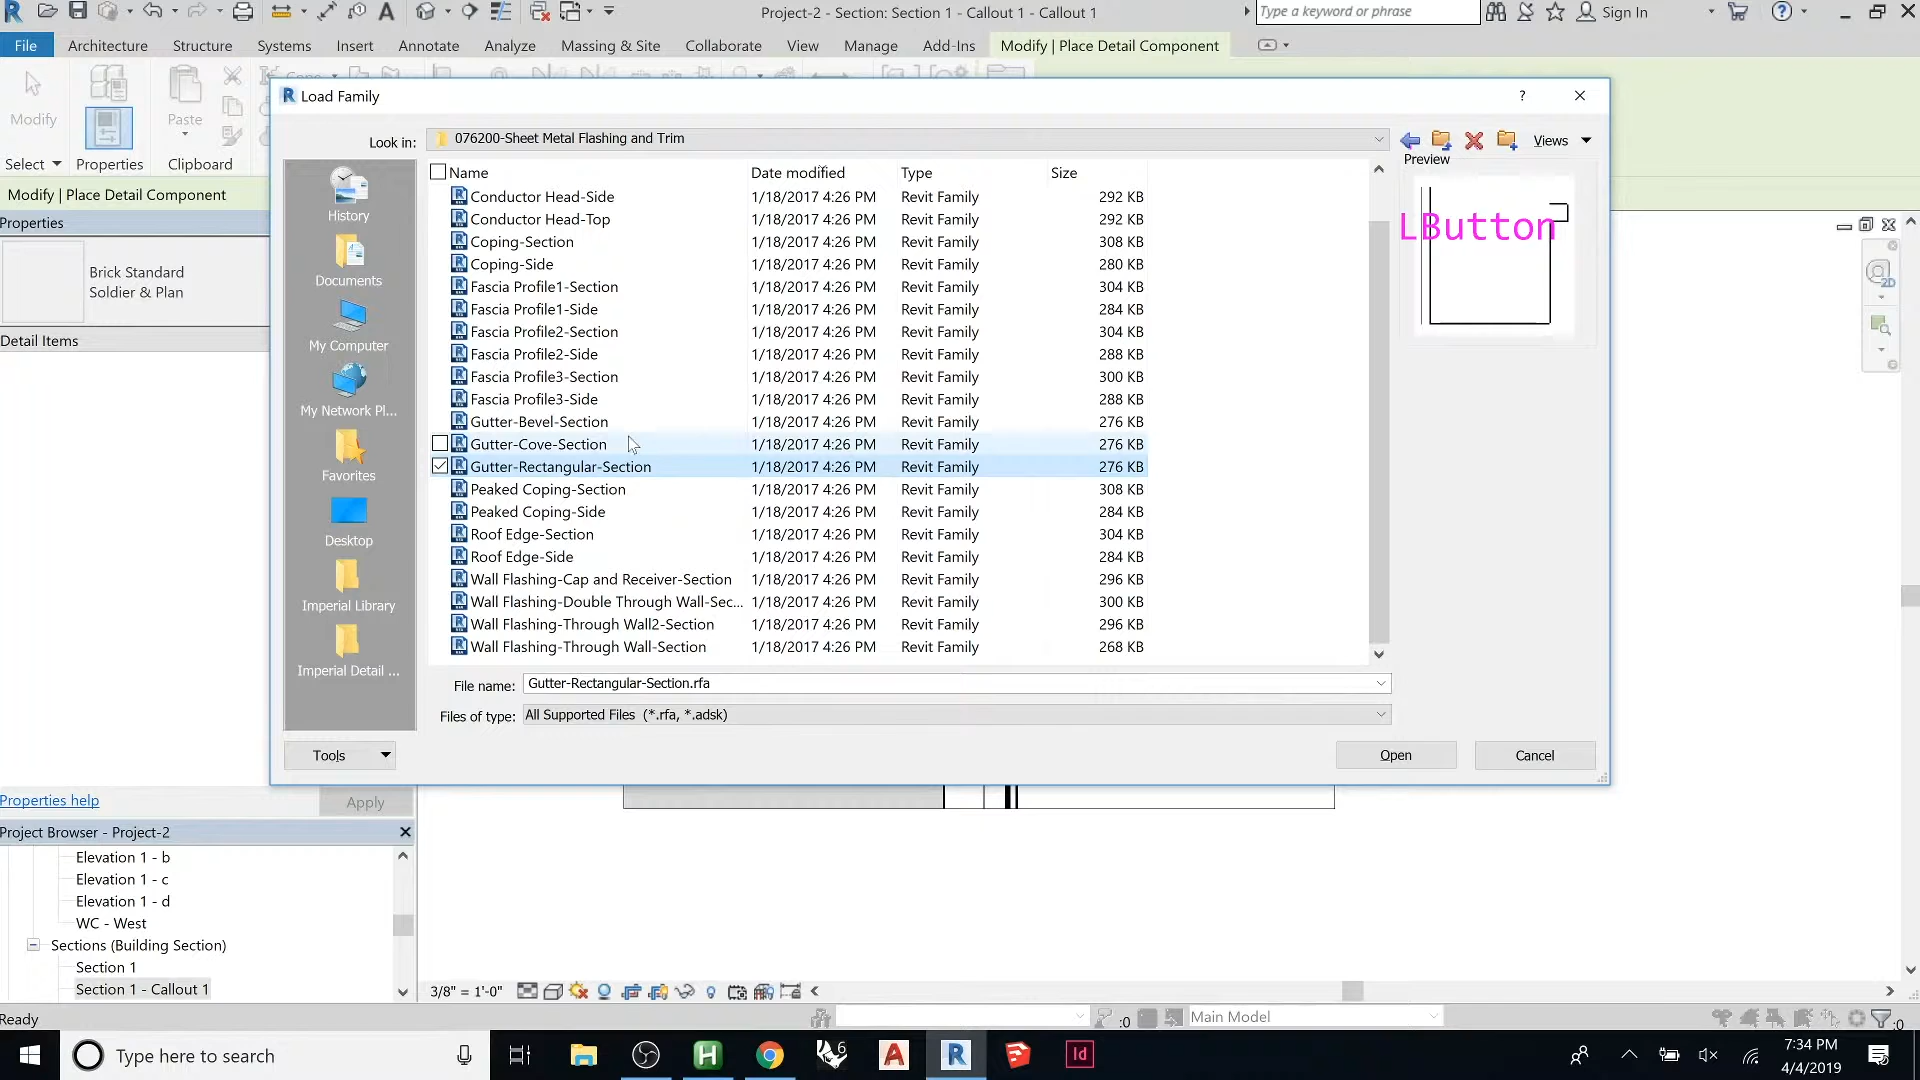 Project-2 - Section: Section 1 - Callout 1 - Callout 1
Type a keyword or phrase
Sign In
File
Architecture
Structure
Systems
Insert
Annotate
Analyze
Massing & Site
Collaborate
View
Manage
Add-Ins
Modify | Place Detail Component
Modify
Select
Properties
Paste
Clipboard
Modify | Place Detail Component
Properties
Brick Standard
Soldier & Plan
Detail Items
Load Family
Look in:
076200-Sheet Metal Flashing and Trim
Views
Preview
LButton
History
Documents
My Computer
My Network Pl...
Favorites
Desktop
Imperial Library
Imperial Detail ...
Name Date modified Type Size
Conductor Head-Side 1/18/2017 4:26 PM Revit Family 292 KB
Conductor Head-Top 1/18/2017 4:26 PM Revit Family 292 KB
Coping-Section 1/18/2017 4:26 PM Revit Family 308 KB
Coping-Side 1/18/2017 4:26 PM Revit Family 280 KB
Fascia Profile1-Section 1/18/2017 4:26 PM Revit Family 304 KB
Fascia Profile1-Side 1/18/2017 4:26 PM Revit Family 284 KB
Fascia Profile2-Section 1/18/2017 4:26 PM Revit Family 304 KB
Fascia Profile2-Side 1/18/2017 4:26 PM Revit Family 288 KB
Fascia Profile3-Section 1/18/2017 4:26 PM Revit Family 300 KB
Fascia Profile3-Side 1/18/2017 4:26 PM Revit Family 288 KB
Gutter-Bevel-Section 1/18/2017 4:26 PM Revit Family 276 KB
Gutter-Cove-Section 1/18/2017 4:26 PM Revit Family 276 KB
Gutter-Rectangular-Section 1/18/2017 4:26 PM Revit Family 276 KB
Peaked Coping-Section 1/18/2017 4:26 PM Revit Family 308 KB
Peaked Coping-Side 1/18/2017 4:26 PM Revit Family 284 KB
Roof Edge-Section 1/18/2017 4:26 PM Revit Family 304 KB
Roof Edge-Side 1/18/2017 4:26 PM Revit Family 284 KB
Wall Flashing-Cap and Receiver-Section 1/18/2017 4:26 PM Revit Family 296 KB
Wall Flashing-Double Through Wall-Sec... 1/18/2017 4:26 PM Revit Family 300 KB
Wall Flashing-Through Wall2-Section 1/18/2017 4:26 PM Revit Family 296 KB
Wall Flashing-Through Wall-Section 1/18/2017 4:26 PM Revit Family 268 KB
File name: Gutter-Rectangular-Section.rfa
Files of type: All Supported Files (*.rfa, *.adsk)
Tools
Open
Cancel
Properties help
Apply
Project Browser - Project-2
Elevation 1 - b
Elevation 1 - c
Elevation 1 - d
WC - West
Sections (Building Section)
Section 1
Section 1 - Callout 1
3/8" = 1'-0"
Ready
:0
Main Model
:0
Type here to search
7:34 PM
4/4/2019